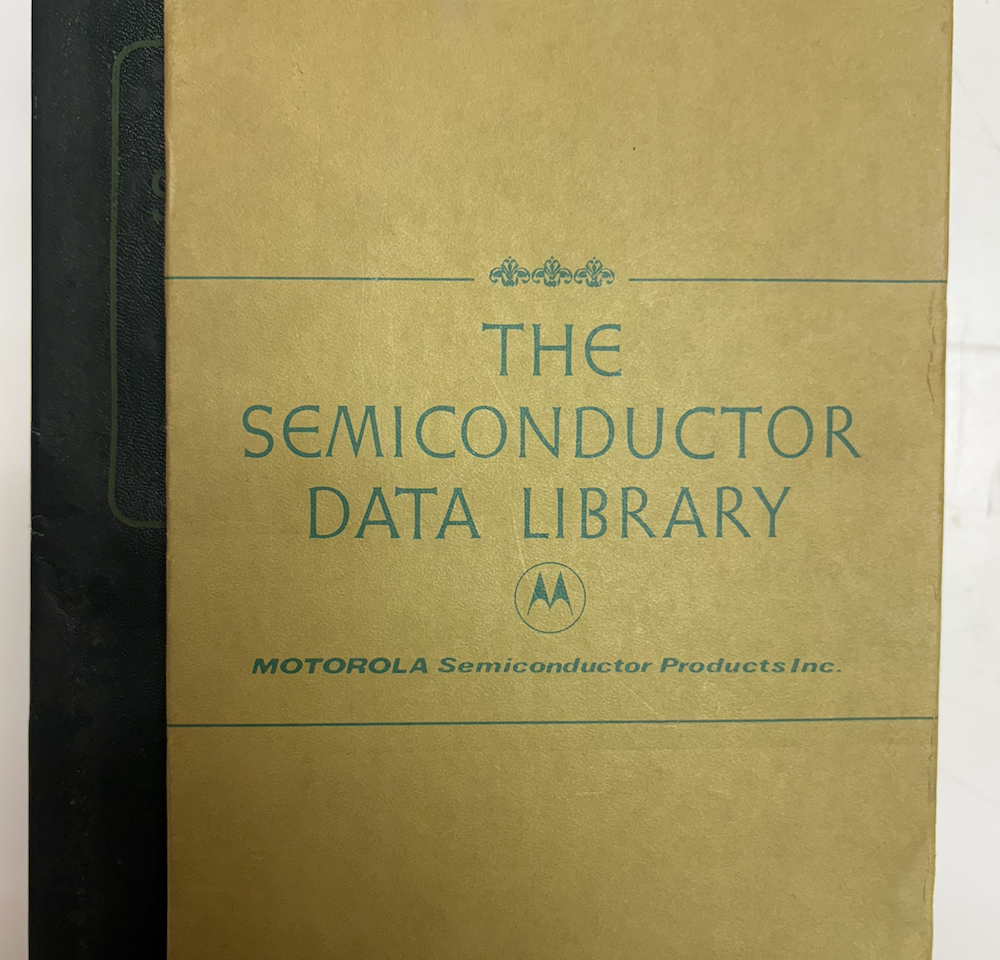 THE
SEMICONDUCTOR
DATA LIBRARY
MOTOROLA Semiconductor Products Inc.